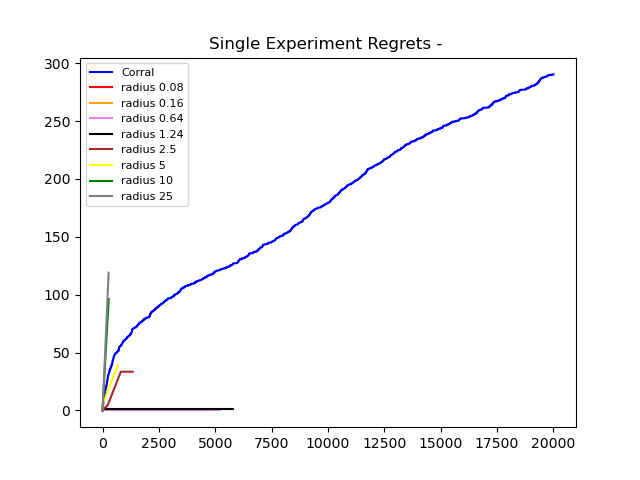 Single Experiment Regrets -
300
250
200
150
100
50
0
Corral
radius 0.08
radius 0.16
radius 0.64
radius 1.24
radius 2.5
radius 5
radius 10
radius 25
0 2500 5000 7500 10000 12500 15000 17500 20000